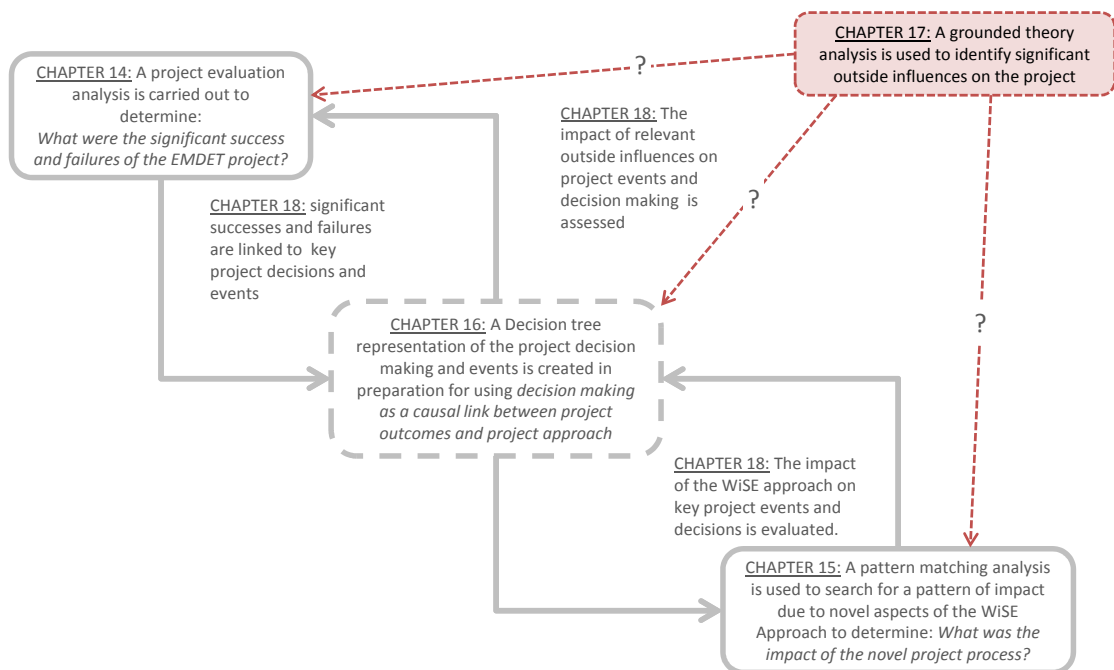 CHAPTER 17: A grounded theory
analysis is used to identify significant
outside influences on the project
?
CHAPTER 14: A project evaluation
analysis is carried out to
determine:
What were the significant success
and failures of the EMDET project?
CHAPTER 18: The
impact of relevant
outside influences on
project events and
decision making is
assessed
?
?
CHAPTER 18: significant
successes and failures
are linked to key
project decisions and
events
?
CHAPTER 16: A Decision tree
representation of the project decision
making and events is created in
preparation for using decision making
as a causal link between project
outcomes and project approach
CHAPTER 18: The impact
of the WiSE approach on
key project events and
decisions is evaluated.
CHAPTER 15: A pattern matching analysis
is used to search for a pattern of impact
due to novel aspects of the WiSE
Approach to determine: What was the
impact of the novel project process?